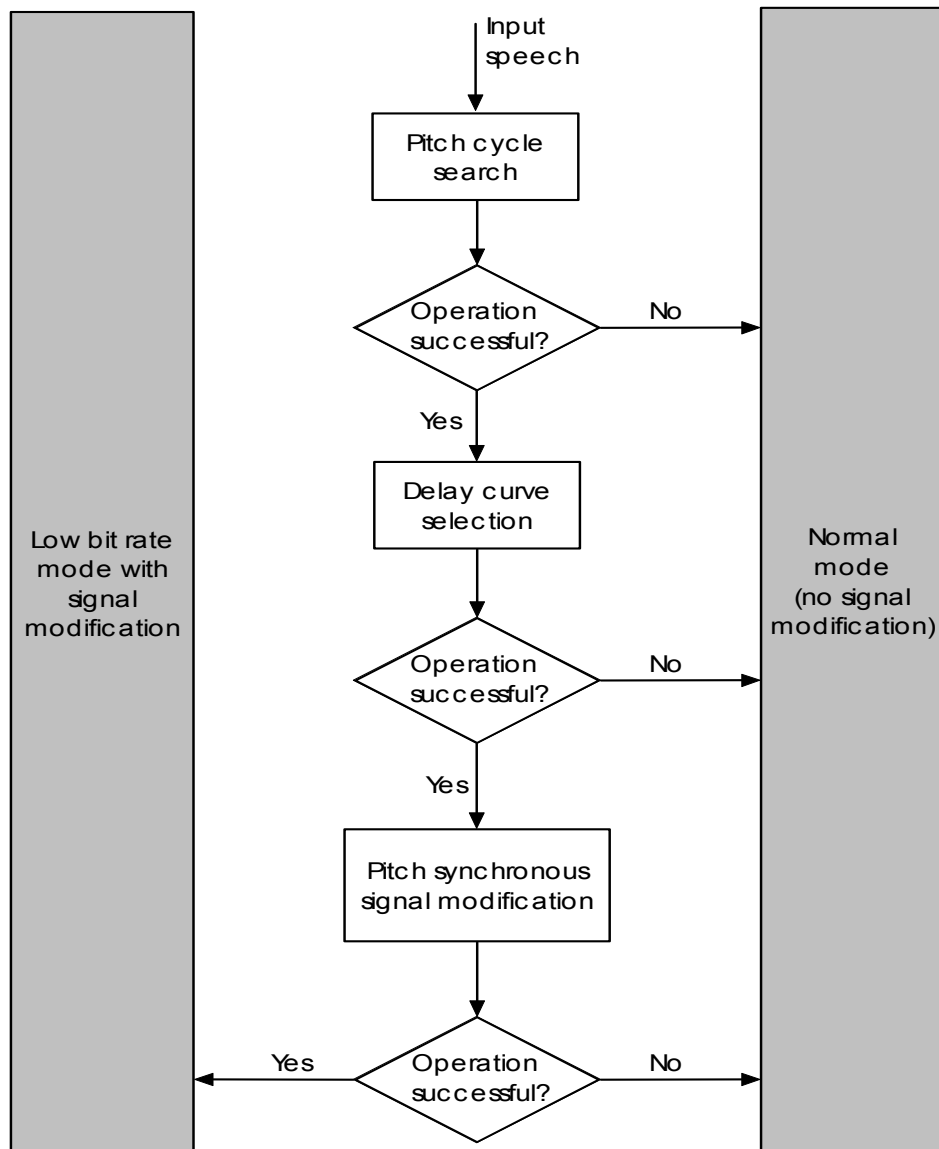 Input
speech
Pitch cycle
search
Operation
successful?
No
Yes
Delay curve
selection
Low bit rate
mode with
signal
modification
Normal
mode
(no signal
modification)
Operation
successful?
No
Yes
Pitch synchronous
signal modification
Yes
Operation
successful?
No